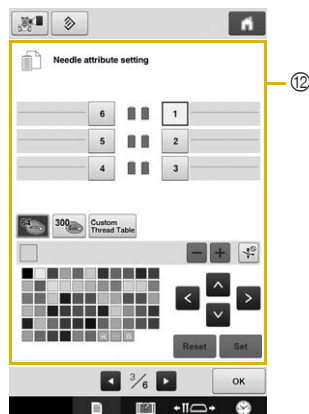 Needle attribute setting
⑫
6 1
5 2
4 3
64 300 Custom
Thread Table
Reset Set
3/6 OK